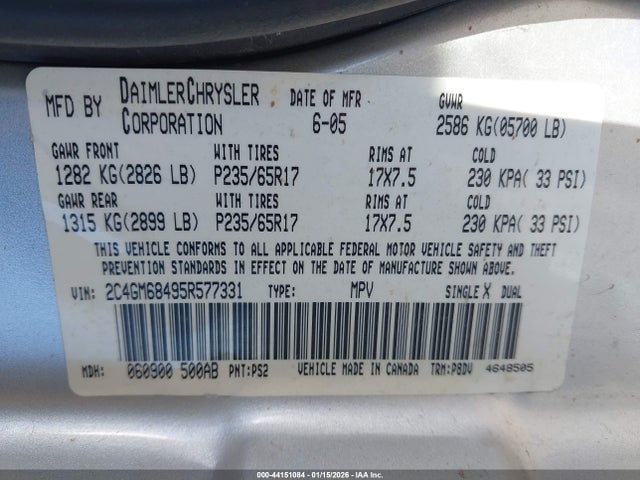 MFD BY DAIMLERCHRYSLER CORPORATION DATE OF MFR 6-05 GVWR 2586 KG(05700 LB)
GAWR FRONT WITH TIRES RIMS AT COLD
1282 KG(2826 LB) P235/65R17 17X7.5 230 KPA( 33 PSI)
GAWR REAR WITH TIRES RIMS AT COLD
1315 KG(2899 LB) P235/65R17 17X7.5 230 KPA( 33 PSI)
THIS VEHICLE CONFORMS TO ALL APPLICABLE FEDERAL MOTOR VEHICLE SAFETY AND THEFT
PREVENTION STANDARDS IN EFFECT ON THE DATE OF MANUFACTURE SHOWN ABOVE.
VIN: 2C4GM68495R577331 TYPE: MPV SINGLE X DUAL
MDH: 060900 500AB PNT:PS2 VEHICLE MADE IN CANADA TRM:P8DV 4648505
000-44151084 - 01/15/2026 - IAA Inc.